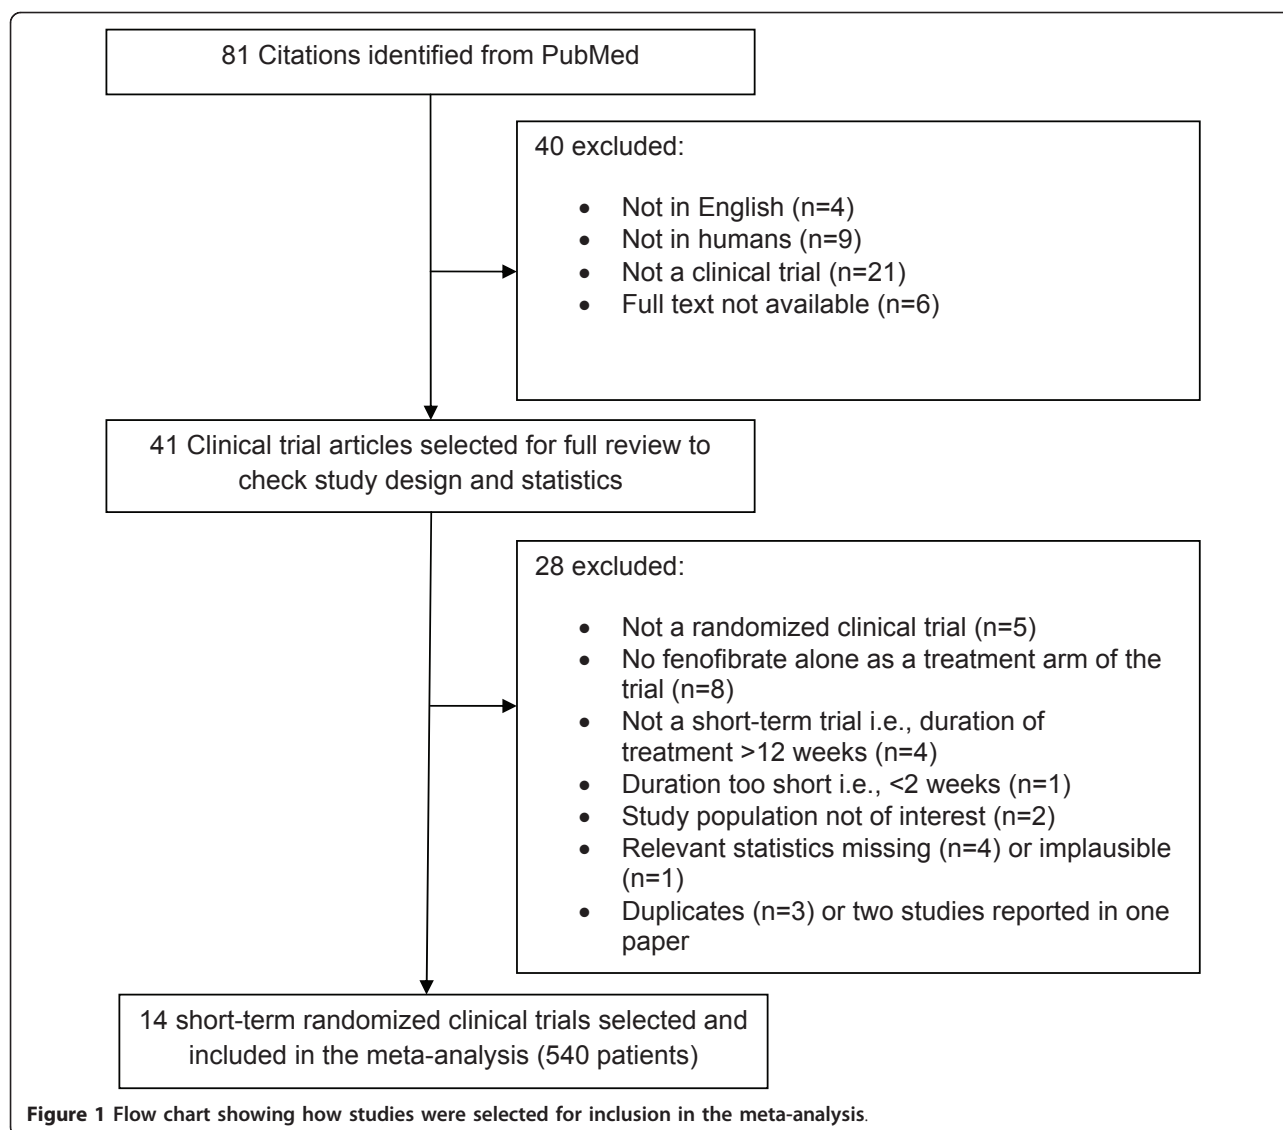 81 Citations identified from PubMed
40 excluded:
• Not in English (n=4)
• Not in humans (n=9)
• Not a clinical trial (n=21)
• Full text not available (n=6)
41 Clinical trial articles selected for full review to
check study design and statistics
28 excluded:
• Not a randomized clinical trial (n=5)
• No fenofibrate alone as a treatment arm of the
trial (n=8)
• Not a short-term trial i.e., duration of
treatment >12 weeks (n=4)
• Duration too short i.e., <2 weeks (n=1)
• Study population not of interest (n=2)
• Relevant statistics missing (n=4) or implausible
(n=1)
• Duplicates (n=3) or two studies reported in one
paper
14 short-term randomized clinical trials selected and
included in the meta-analysis (540 patients)
Figure 1 Flow chart showing how studies were selected for inclusion in the meta-analysis.